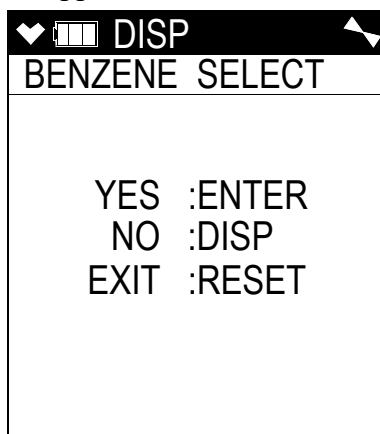 DISP
BENZENE SELECT
YES :ENTER
NO :DISP
EXIT :RESET